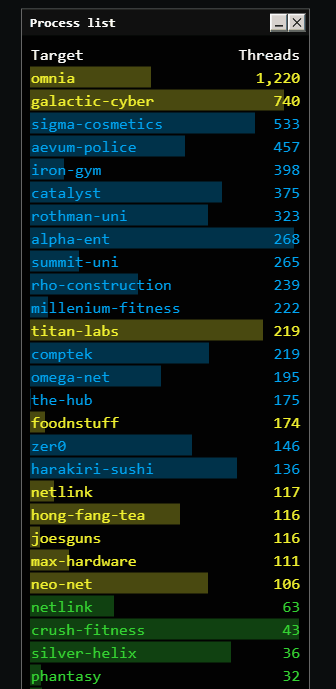 Process list
Target Threads
omnia 1,220
galactic-cyber 740
sigma-cosmetics 533
aevum-police 457
iron-gym 398
catalyst 375
rothman-uni 323
alpha-ent 268
summit-uni 265
rho-construction 239
millenium-fitness 222
titan-labs 219
comptek 219
omega-net 195
the-hub 175
foodnstuff 174
zer0 146
harakiri-sushi 136
netlink 117
hong-fang-tea 116
joesguns 116
max-hardware 111
neo-net 106
netlink 63
crush-fitness 43
silver-helix 36
phantasy 32